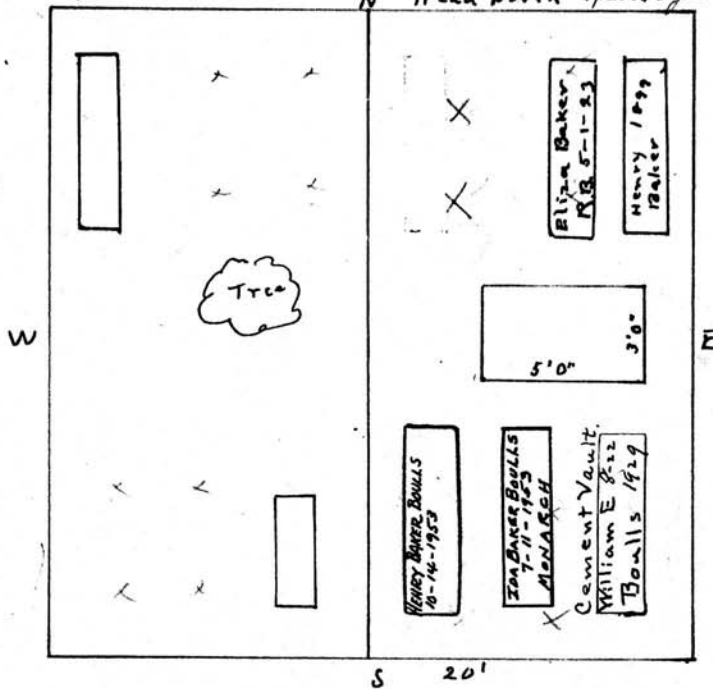 N
Eliza Baker
R.B. 5-1-23
Henry 1899
Baker
Tree
W
E
5'0"
3'0"
HENRY BAKER BOULLS
10-14-1953
IDA BAKER BOULLS
7-11-1953
MONARCH
Cement Vault.
William E 8-22
Boulls 1929
S 20'